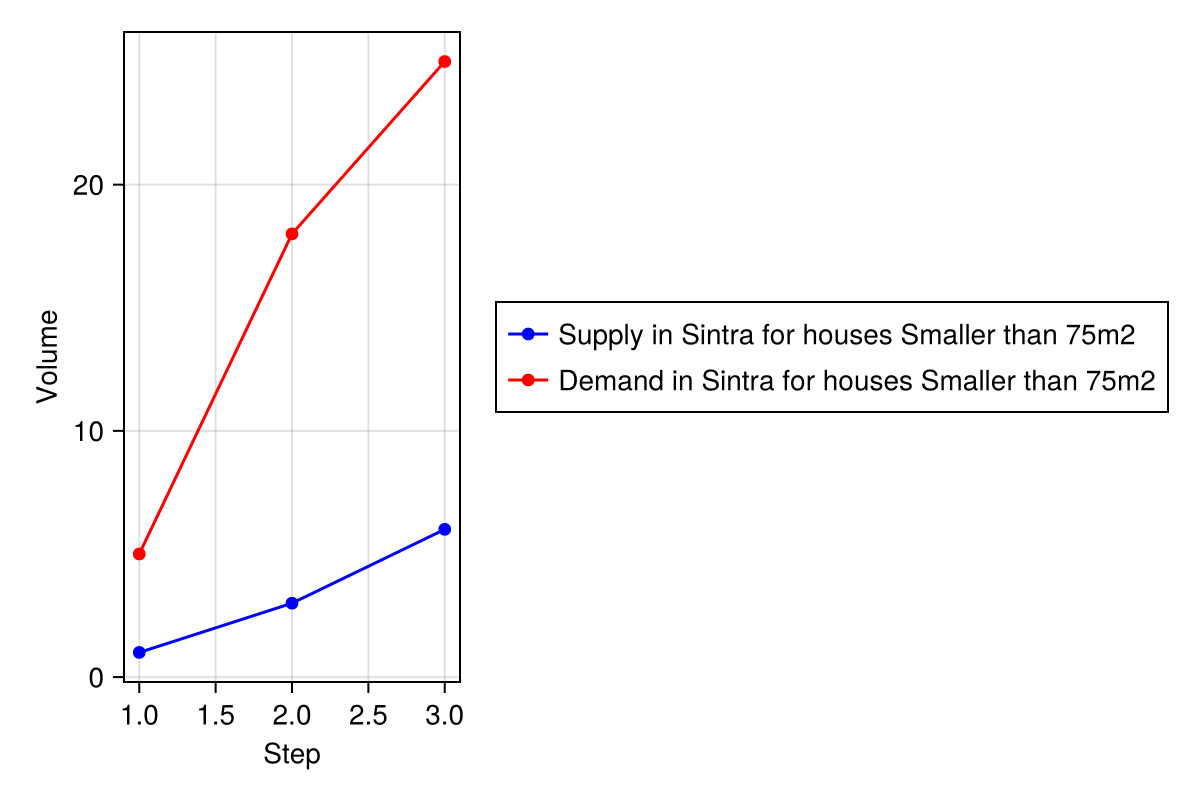 20
10
0
Volume
1.0 1.5 2.0 2.5 3.0
Step
Supply in Sintra for houses Smaller than 75m2
Demand in Sintra for houses Smaller than 75m2